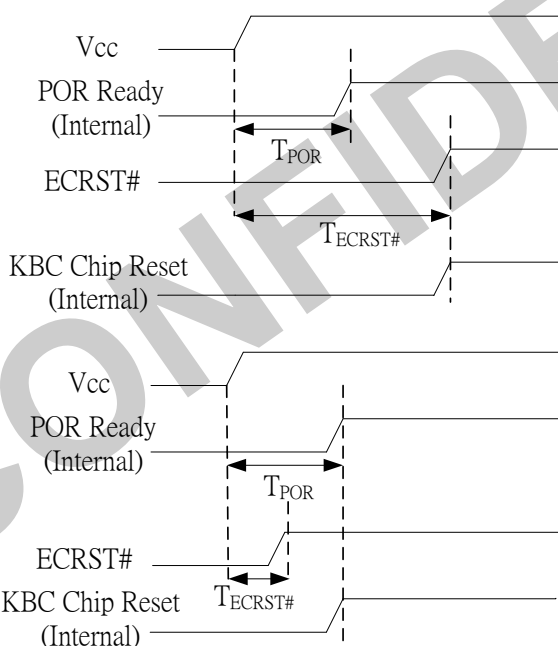 Vcc
POR Ready
(Internal)
TPOR
ECRST#
TECRST#
KBC Chip Reset
(Internal)
Vcc
POR Ready
(Internal)
TPOR
ECRST#
TECRST#
KBC Chip Reset
(Internal)
CONFIDE